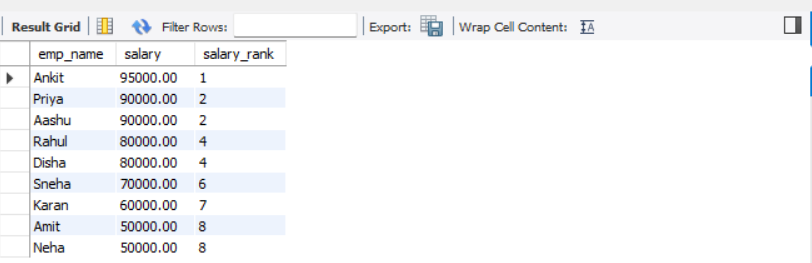 Result Grid Filter Rows: Export: Wrap Cell Content: IA
emp_name salary salary_rank
Ankit 95000.00 1
Priya 90000.00 2
Aashu 90000.00 2
Rahul 80000.00 4
Disha 80000.00 4
Sneha 70000.00 6
Karan 60000.00 7
Amit 50000.00 8
Neha 50000.00 8